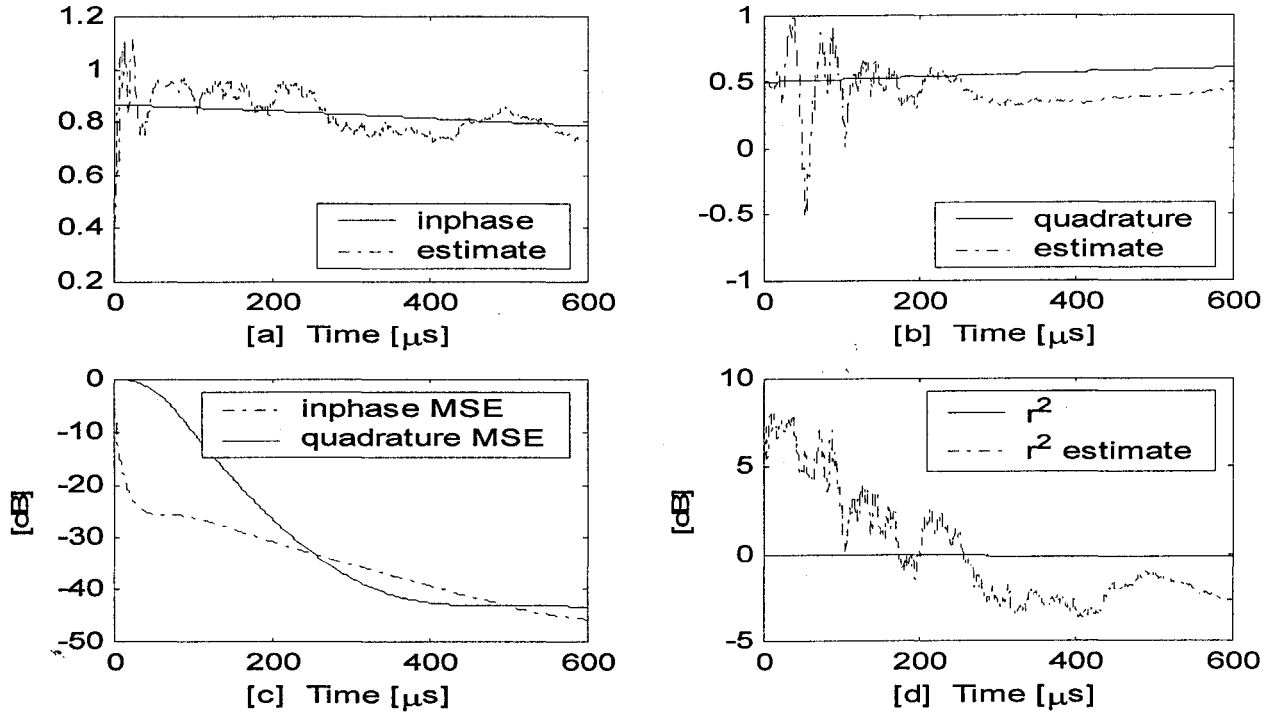 1.2
1
0.8
0.6
0.4
0.2
inphase
estimate
0 200 400 600
[a] Time [μs]
1
0.5
0
-0.5
-1
quadrature
estimate
0 200 400 600
[b] Time [μs]
0
-10
-20
-30
-40
-50
[dB]
inphase MSE
quadrature MSE
0 200 400 600
[c] Time [μs]
10
5
0
-5
[dB]
r²
r² estimate
0 200 400 600
[d] Time [μs]